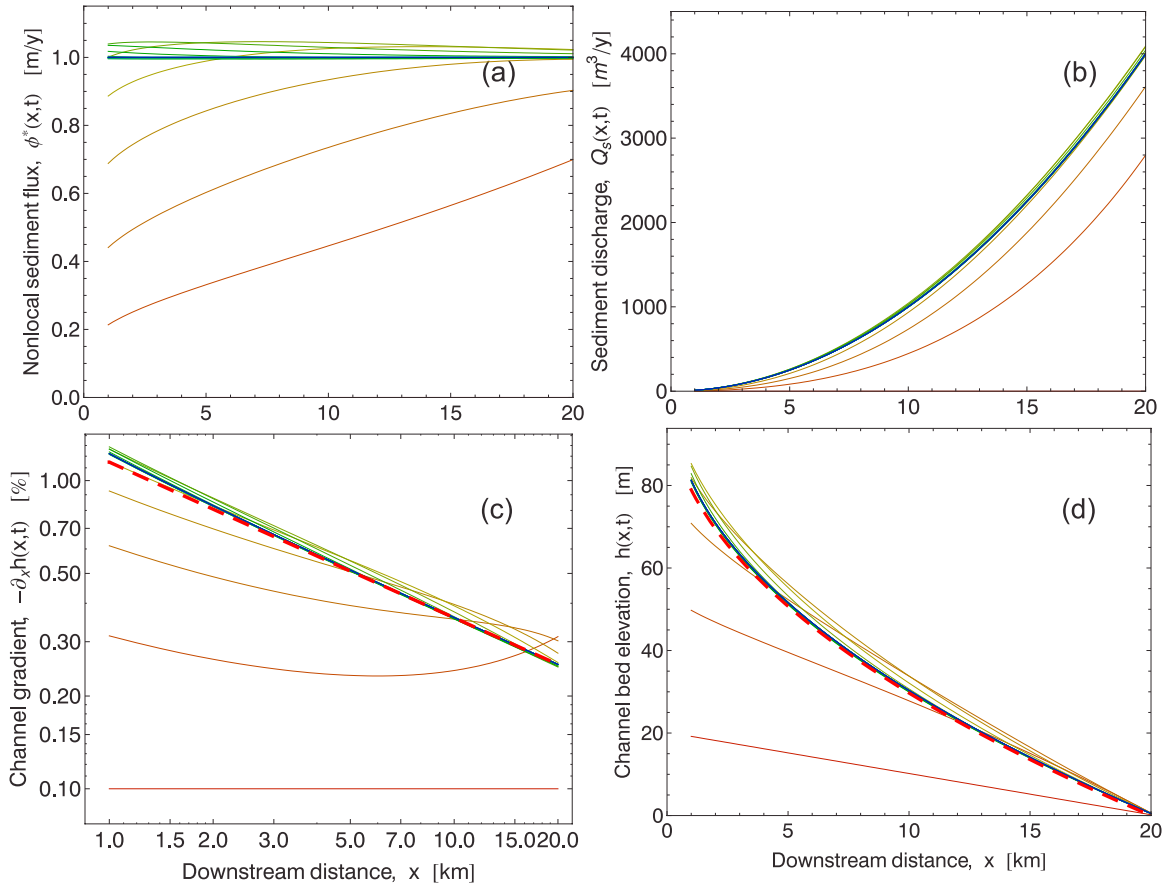 Nonlocal sediment flux, ϕ*(x,t) [m/y]
1.0
0.8
0.6
0.4
0.2
0.0
(a)
0 5 10 15 20
Sediment discharge, Qs(x,t) [m³/y]
4000
3000
2000
1000
0
(b)
0 5 10 15 20
Channel gradient, −∂xh(x,t) [%]
1.00
0.70
0.50
0.30
0.20
0.15
0.10
(c)
1.0 1.5 2.0 3.0 5.0 7.0 10.0 15.0 20.0
Downstream distance, x [km]
Channel bed elevation, h(x,t) [m]
80
60
40
20
0
(d)
0 5 10 15 20
Downstream distance, x [km]